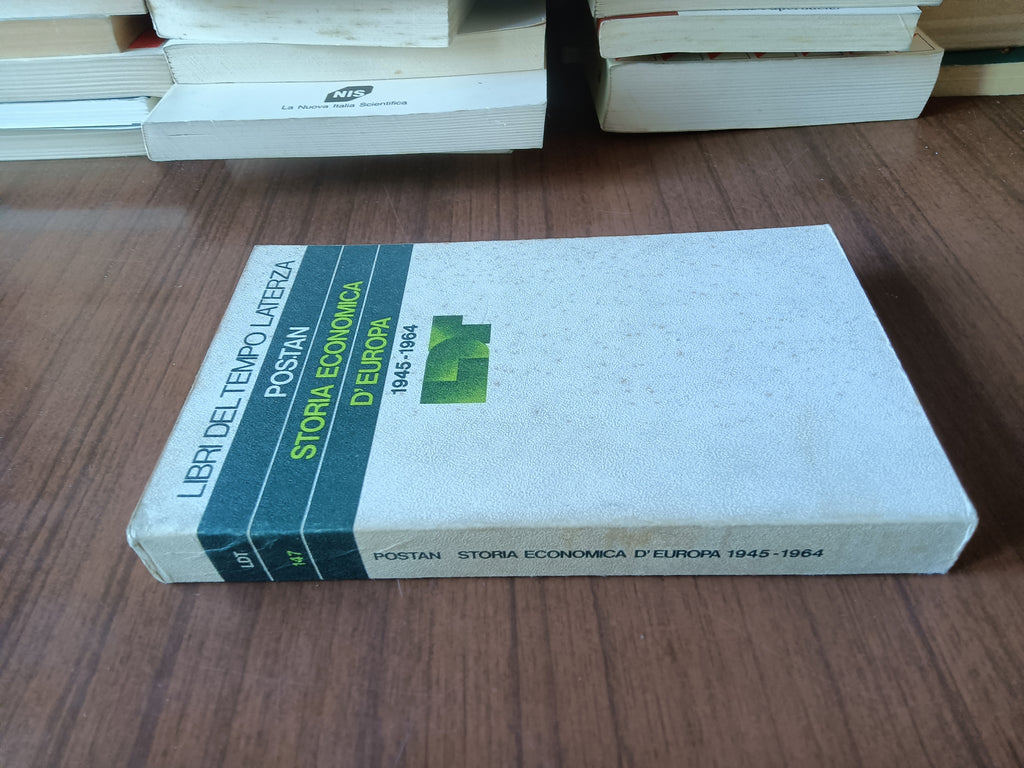 NIS
La Nuova Italia Scientifica
LIBRI DEL TEMPO LATERZA
POSTAN
STORIA ECONOMICA
D'EUROPA
1945-1964
LDT
147
POSTAN STORIA ECONOMICA D'EUROPA 1945-1964